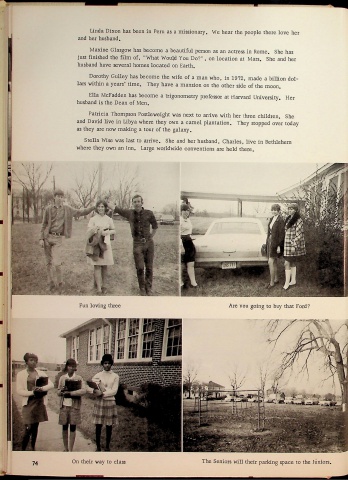 Linda Dixon has been in Peru as a missionary. We hear the people there love her
and her husband.
Maxine Glasgow has become a beautiful person as an actress in Rome. She has
just finished the film of, "What Would You Do?", on location at Mars. She and her
husband have several homes located on Earth.
Dorothy Gulley has become the wife of a man who, in 1972, made a billion dol-
lars within a years' time. They have a mansion on the other side of the moon.
Ella McFadden has become a trigonometry professor at Harvard University. Her
husband is the Dean of Men.
Patricia Thompson Postleweight was next to arrive with her three children. She
and David live in Libya where they own a camel plantation. They stopped over today
as they are now making a tour of the galaxy.
Stella Wise was last to arrive. She and her husband, Charles, live in Bethlehem
where they own an inn. Large worldwide conventions are held there.
Fun loving three
Are you going to buy that Ford?
On their way to class
The Seniors will their parking space to the Juniors.
74